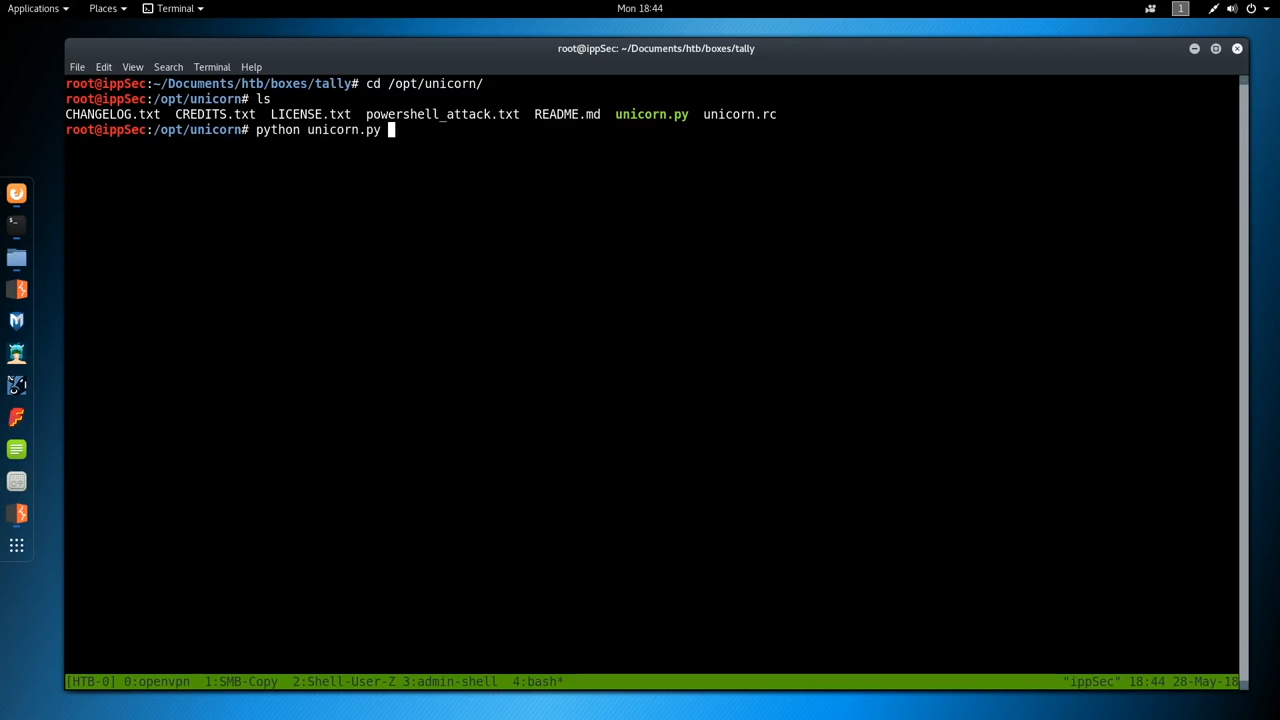 Applications Places Terminal Mon 18:44 1
root@ippSec: ~/Documents/htb/boxes/tally
File Edit View Search Terminal Help
root@ippSec:~/Documents/htb/boxes/tally# cd /opt/unicorn/
root@ippSec:/opt/unicorn# ls
CHANGELOG.txt CREDITS.txt LICENSE.txt powershell_attack.txt README.md unicorn.py unicorn.rc
root@ippSec:/opt/unicorn# python unicorn.py
[HTB-0] 0:openvpn 1:SMB-Copy 2:Shell-User-Z 3:admin-shell 4:bash* "ippSec" 18:44 28-May-18